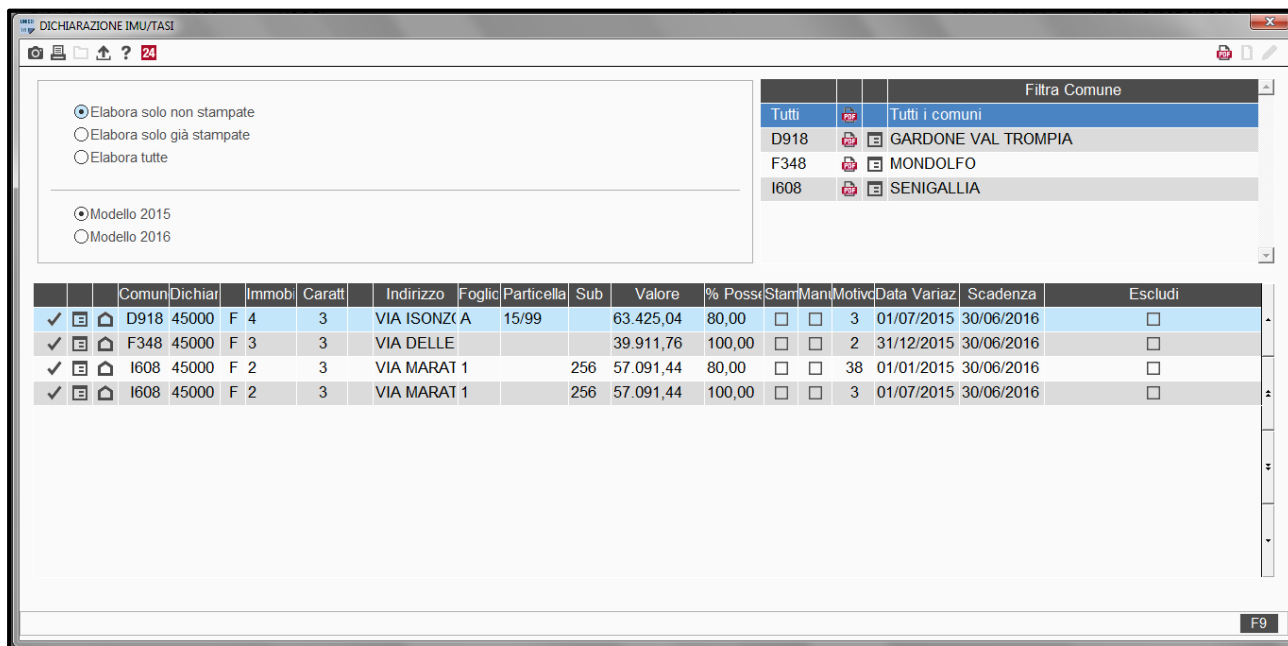 DICHIARAZIONE IMU/TASI
? 24
Elabora solo non stampate
Elabora solo già stampate
Elabora tutte
Modello 2015
Modello 2016
Filtra Comune
Tutti Tutti i comuni
D918 GARDONE VAL TROMPIA
F348 MONDOLFO
I608 SENIGALLIA
Comun Dichiar Immobi Caratt Indirizzo Foglic Particella Sub Valore % Posse Stam Manu Motivo Data Variaz Scadenza Escludi
D918 45000 F 4 3 VIA ISONZ( A 15/99 63.425,04 80,00 3 01/07/2015 30/06/2016
F348 45000 F 3 3 VIA DELLE 39.911,76 100,00 2 31/12/2015 30/06/2016
I608 45000 F 2 3 VIA MARAT 1 256 57.091,44 80,00 38 01/01/2015 30/06/2016
I608 45000 F 2 3 VIA MARAT 1 256 57.091,44 100,00 3 01/07/2015 30/06/2016
F9